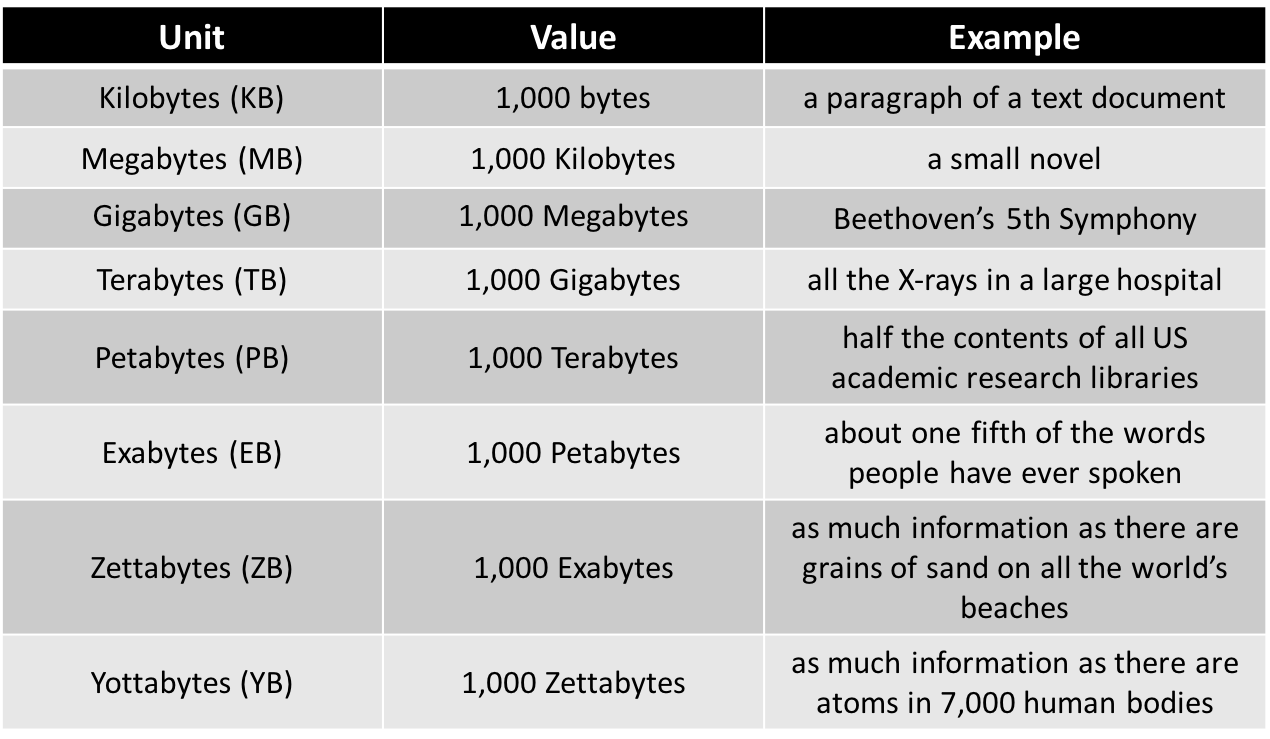 Unit Value Example
Kilobytes (KB) 1,000 bytes a paragraph of a text document
Megabytes (MB) 1,000 Kilobytes a small novel
Gigabytes (GB) 1,000 Megabytes Beethoven’s 5th Symphony
Terabytes (TB) 1,000 Gigabytes all the X-rays in a large hospital
Petabytes (PB) 1,000 Terabytes half the contents of all US
academic research libraries
Exabytes (EB) 1,000 Petabytes about one fifth of the words
people have ever spoken
Zettabytes (ZB) 1,000 Exabytes as much information as there are
grains of sand on all the world’s
beaches
Yottabytes (YB) 1,000 Zettabytes as much information as there are
atoms in 7,000 human bodies